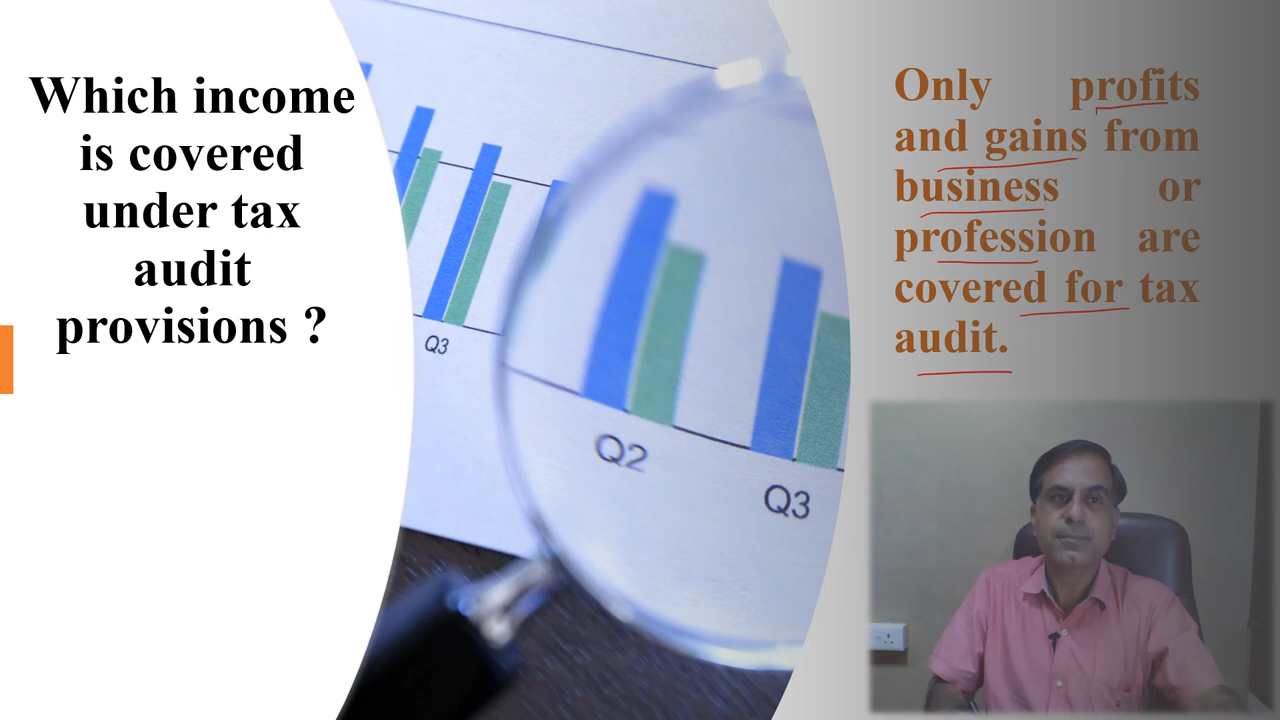 Which income
is covered
under tax
audit
provisions ?
Q3
Q2
Q3
Only profits
and gains from
business or
profession are
covered for tax
audit.